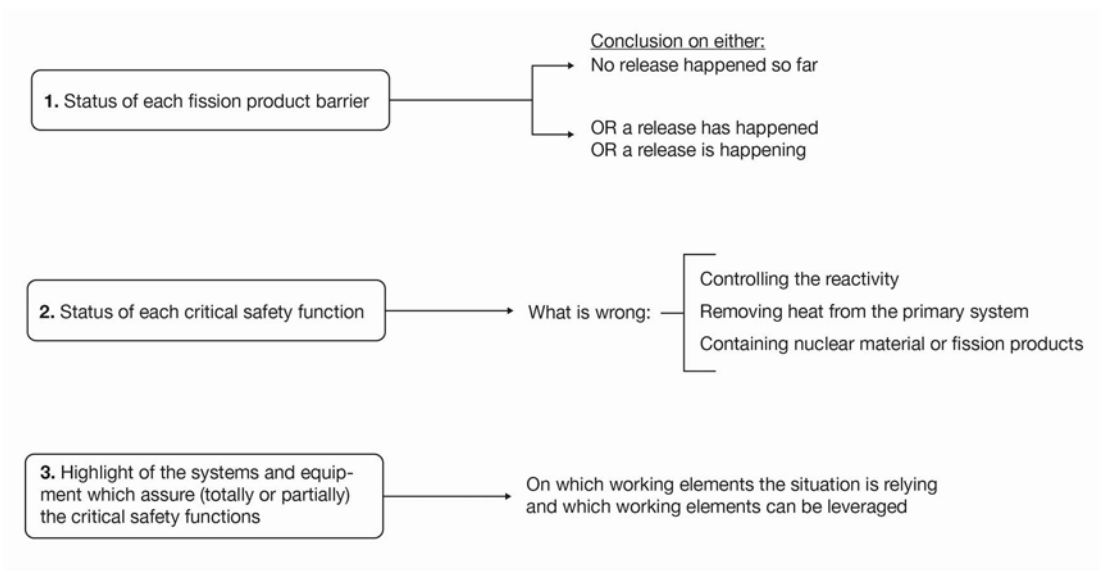 Conclusion on either:
No release happened so far
1. Status of each fission product barrier
OR a release has happened
OR a release is happening
2. Status of each critical safety function
What is wrong:
Controlling the reactivity
Removing heat from the primary system
Containing nuclear material or fission products
3. Highlight of the systems and equip-
ment which assure (totally or partially)
the critical safety functions
On which working elements the situation is relying
and which working elements can be leveraged